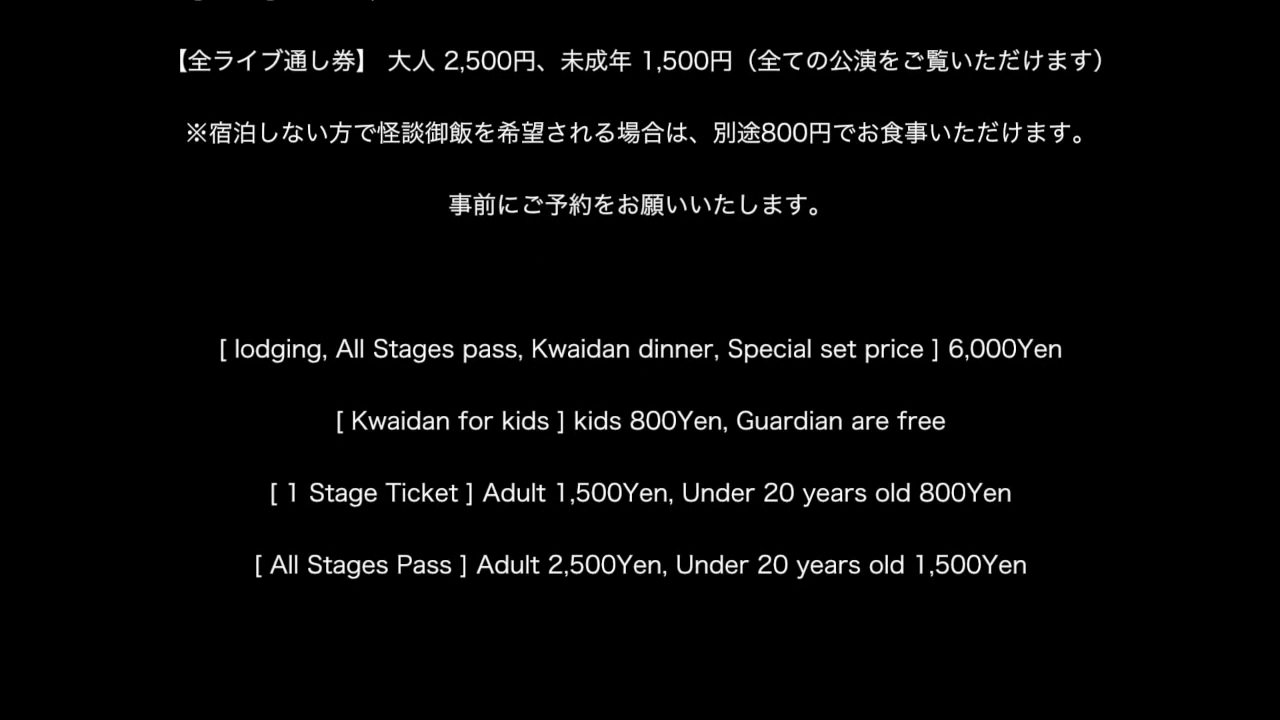 【全ライブ通し券】 大人 2,500円、未成年 1,500円（全ての公演をご覧いただけます）
※宿泊しない方で怪談御飯を希望される場合は、別途800円でお食事いただけます。
事前にご予約をお願いいたします。
[ lodging, All Stages pass, Kwaidan dinner, Special set price ] 6,000Yen
[ Kwaidan for kids ] kids 800Yen, Guardian are free
[ 1 Stage Ticket ] Adult 1,500Yen, Under 20 years old 800Yen
[ All Stages Pass ] Adult 2,500Yen, Under 20 years old 1,500Yen